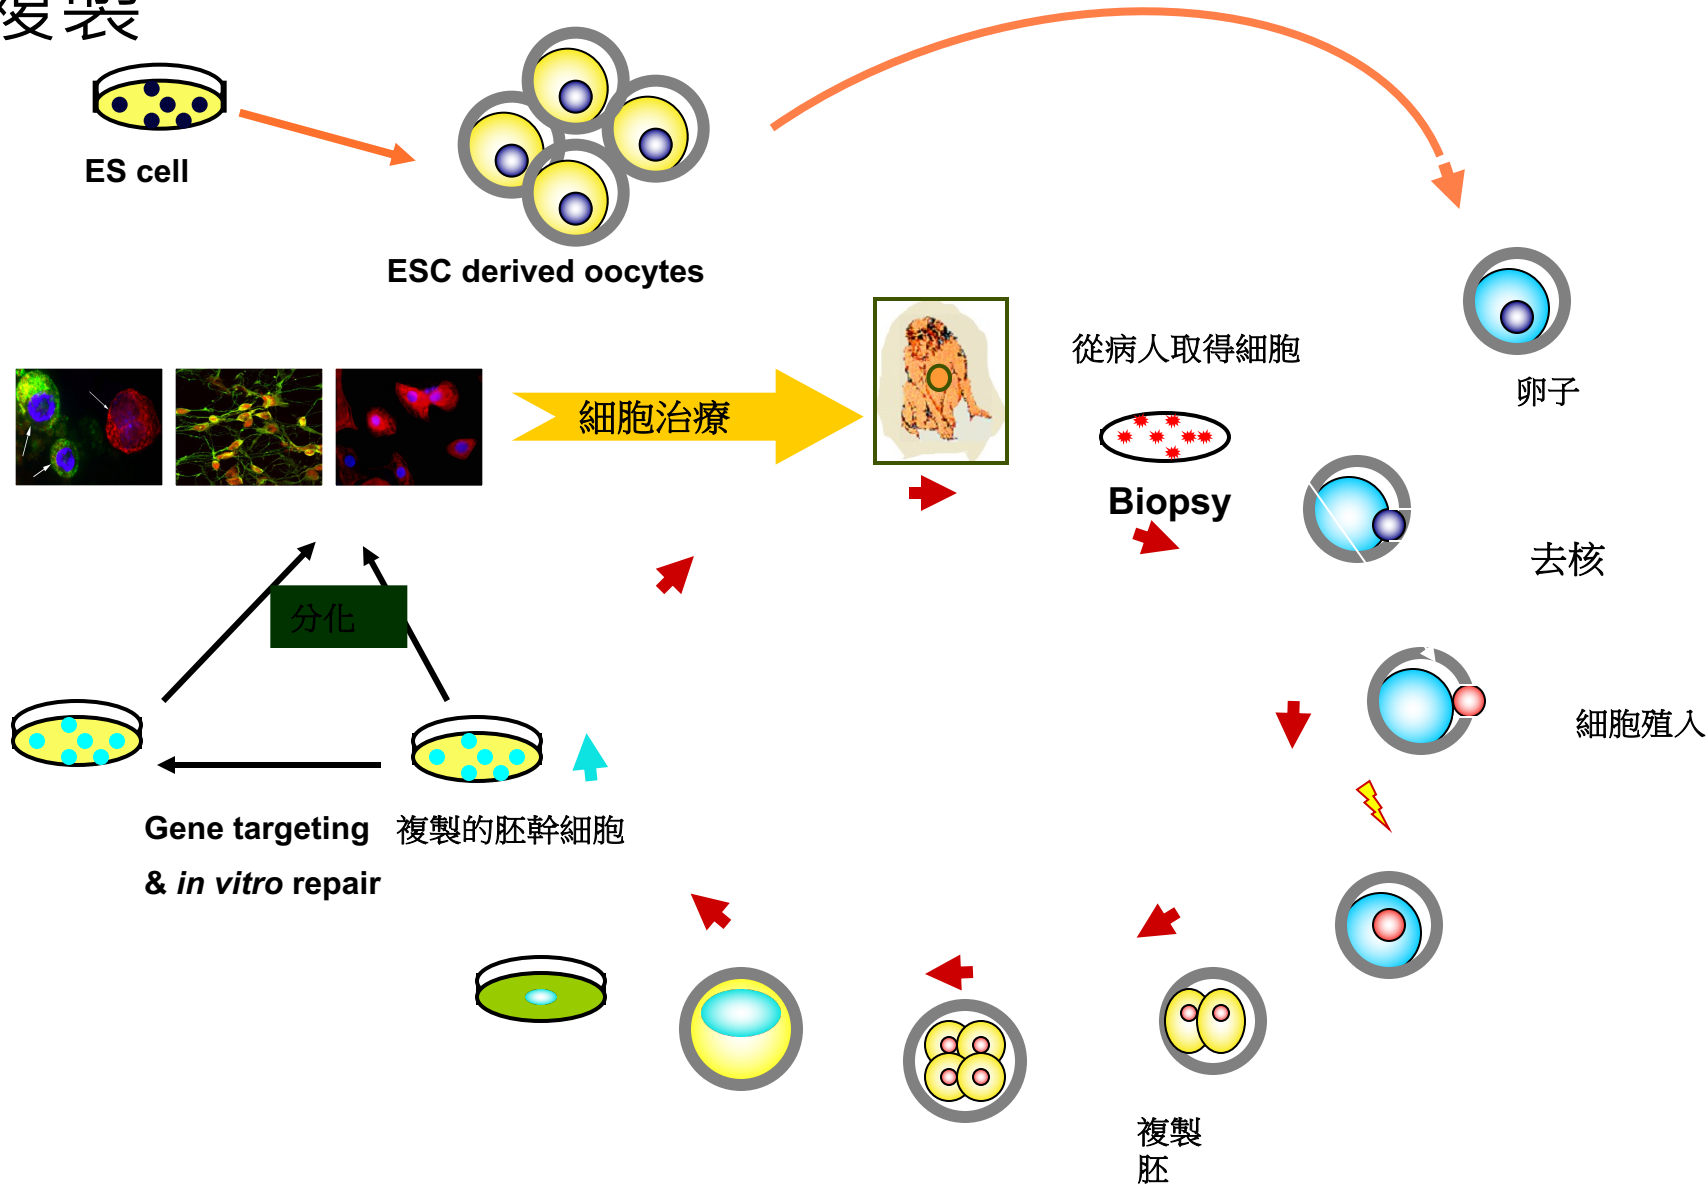 複製
ES cell
ESC derived oocytes
從病人取得細胞
卵子
細胞治療
Biopsy
去核
分化
細胞殖入
Gene targeting
& in vitro repair
複製的胚幹細胞
複製
胚